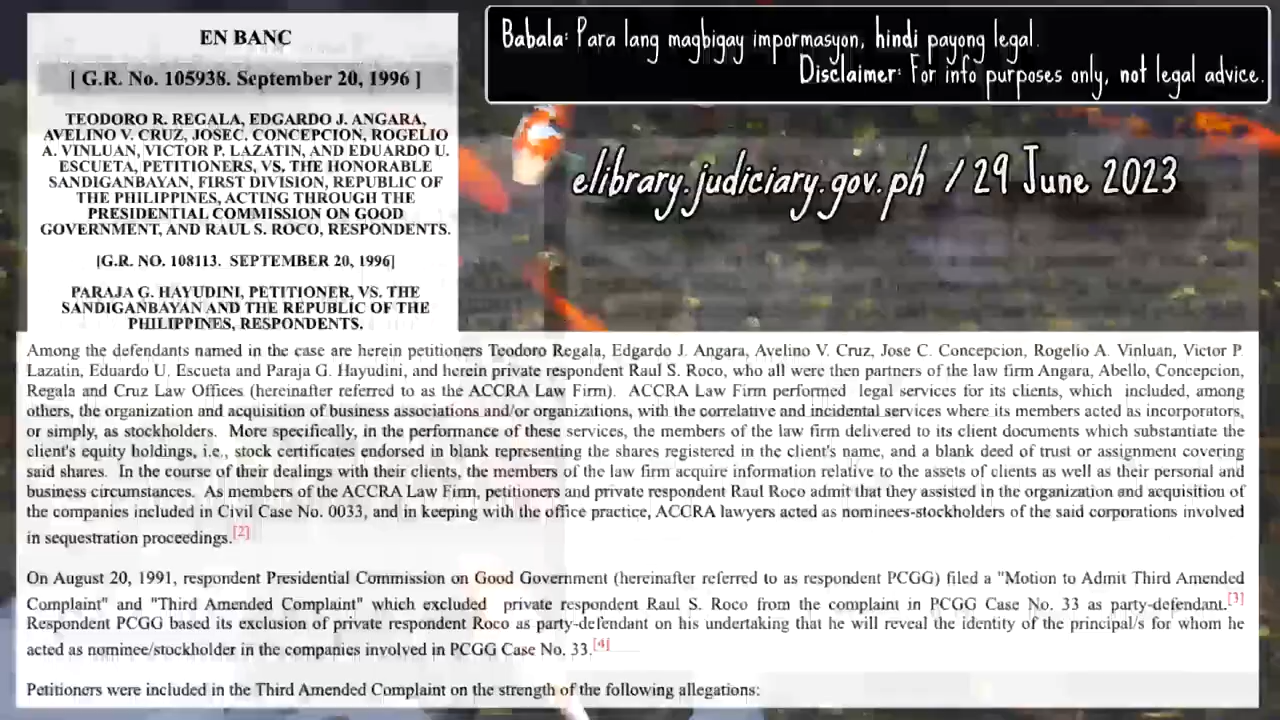 EN BANC
[ G.R. No. 105938. September 20, 1996 ]
TEODORO R. REGALA, EDGARDO J. ANGARA,
AVELINO V. CRUZ, JOSEC. CONCEPCION, ROGELIO
A. VINLUAN, VICTOR P. LAZATIN, AND EDUARDO U.
ESCUETA, PETITIONERS, VS. THE HONORABLE
SANDIGANBAYAN, FIRST DIVISION, REPUBLIC OF
THE PHILIPPINES, ACTING THROUGH THE
PRESIDENTIAL COMMISSION ON GOOD
GOVERNMENT, AND RAUL S. ROCO, RESPONDENTS.
[G.R. NO. 108113. SEPTEMBER 20, 1996]
PARAJA G. HAYUDINI, PETITIONER, VS. THE
SANDIGANBAYAN AND THE REPUBLIC OF THE
PHILIPPINES, RESPONDENTS.
Babala: Para lang magbigay impormasyon, hindi payong legal.
Disclaimer: For info purposes only, not legal advice.
elibrary.judiciary.gov.ph / 29 June 2023
Among the defendants named in the case are herein petitioners Teodoro Regala, Edgardo J. Angara, Avelino V. Cruz, Jose C. Concepcion, Rogelio A. Vinluan, Victor P.
Lazatin, Eduardo U. Escueta and Paraja G. Hayudini, and herein private respondent Raul S. Roco, who all were then partners of the law firm Angara, Abello, Concepcion,
Regala and Cruz Law Offices (hereinafter referred to as the ACCRA Law Firm). ACCRA Law Firm performed legal services for its clients, which included, among
others, the organization and acquisition of business associations and/or organizations, with the correlative and incidental services where its members acted as incorporators,
or simply, as stockholders. More specifically, in the performance of these services, the members of the law firm delivered to its client documents which substantiate the
client's equity holdings, i.e., stock certificates endorsed in blank representing the shares registered in the client's name, and a blank deed of trust or assignment covering
said shares. In the course of their dealings with their clients, the members of the law firm acquire information relative to the assets of clients as well as their personal and
business circumstances. As members of the ACCRA Law Firm, petitioners and private respondent Raul Roco admit that they assisted in the organization and acquisition of
the companies included in Civil Case No. 0033, and in keeping with the office practice, ACCRA lawyers acted as nominees-stockholders of the said corporations involved
in sequestration proceedings.[2]
On August 20, 1991, respondent Presidential Commission on Good Government (hereinafter referred to as respondent PCGG) filed a "Motion to Admit Third Amended
Complaint" and "Third Amended Complaint" which excluded private respondent Raul S. Roco from the complaint in PCGG Case No. 33 as party-defendant.[3]
Respondent PCGG based its exclusion of private respondent Roco as party-defendant on his undertaking that he will reveal the identity of the principal/s for whom he
acted as nominee/stockholder in the companies involved in PCGG Case No. 33.[4]
Petitioners were included in the Third Amended Complaint on the strength of the following allegations: